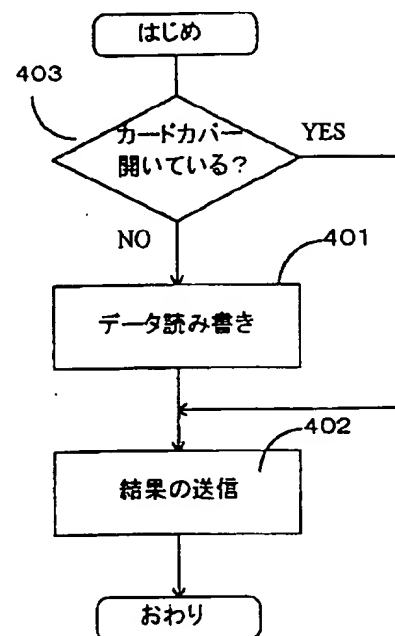 はじめ
403
カードカバー
開いている?
YES
NO
401
データ読み書き
402
結果の送信
おわり